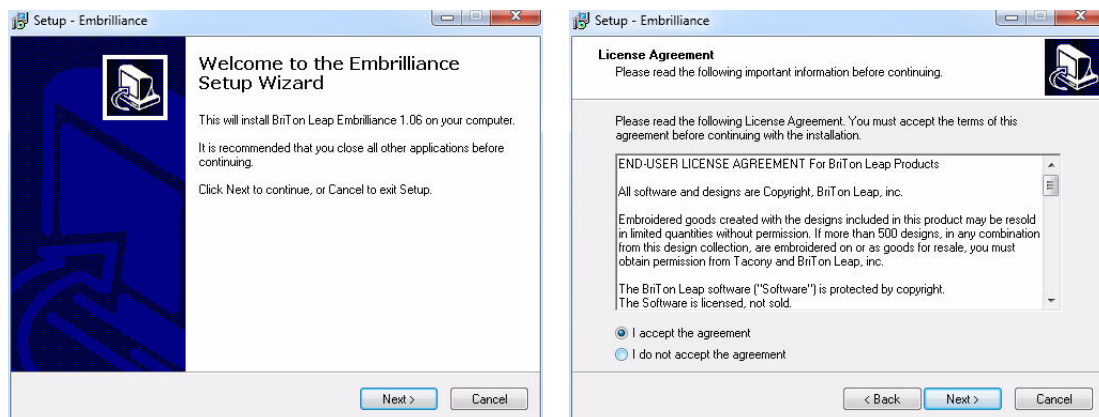 Setup - Embrilliance
Welcome to the Embrilliance
Setup Wizard
This will install BriTon Leap Embrilliance 1.06 on your computer.
It is recommended that you close all other applications before
continuing.
Click Next to continue, or Cancel to exit Setup.
Next >
Cancel
Setup - Embrilliance
License Agreement
Please read the following important information before continuing.
Please read the following License Agreement. You must accept the terms of this
agreement before continuing with the installation.
END-USER LICENSE AGREEMENT For BriTon Leap Products
All software and designs are Copyright, BriTon Leap, inc.
Embroidered goods created with the designs included in this product may be resold
in limited quantities without permission. If more than 500 designs, in any combination
from this design collection, are embroidered on or as goods for resale, you must
obtain permission from Tacony and BriTon Leap, inc.
The BriTon Leap software ("Software") is protected by copyright.
The Software is licensed, not sold.
I accept the agreement
I do not accept the agreement
< Back
Next >
Cancel